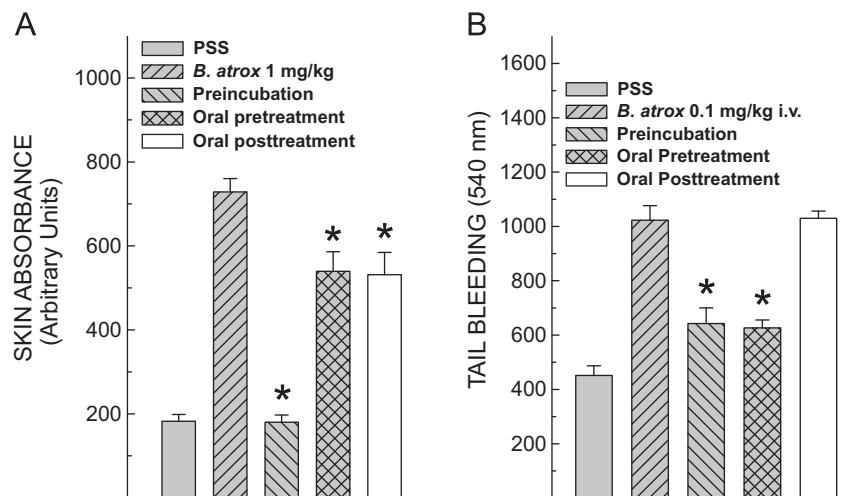 A
PSS
B. atrox 1 mg/kg
Preincubation
Oral pretreatment
Oral posttreatment
SKIN ABSORBANCE
(Arbitrary Units)
1000
800
600
400
200
*
*
*
B
PSS
B. atrox 0.1 mg/kg i.v.
Preincubation
Oral Pretreatment
Oral Posttreatment
TAIL BLEEDING (540 nm)
1600
1400
1200
1000
800
600
400
200
*
*